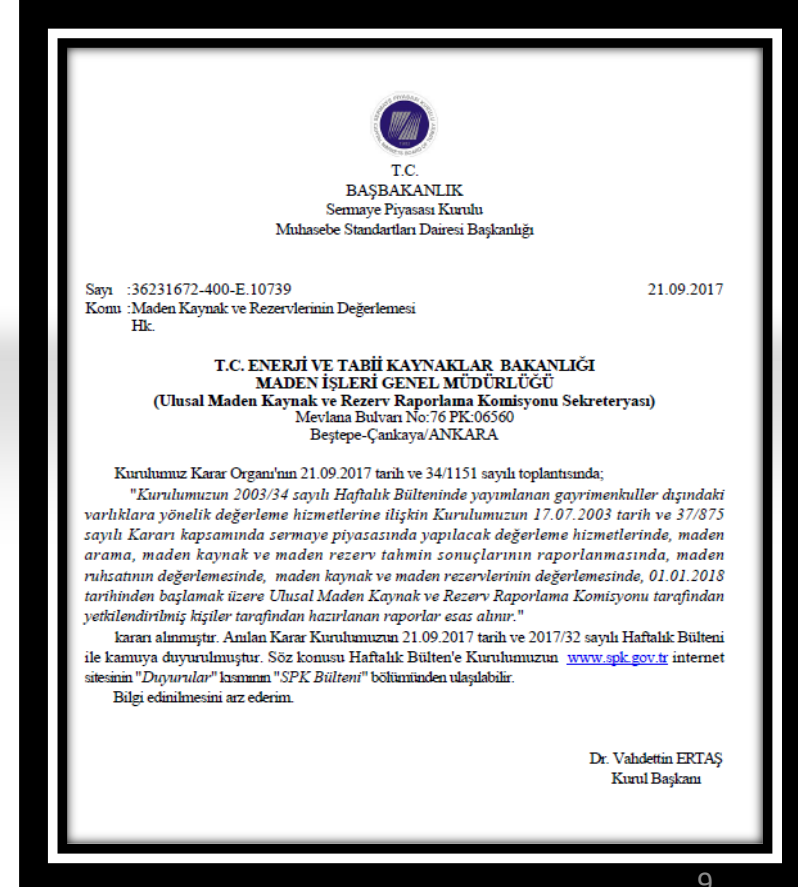 T.C.
BAŞBAKANLIK
Sermaye Piyasası Kurulu
Muhasebe Standartları Dairesi Başkanlığı
Sayı :36231672-400-E.10739 21.09.2017
Konu :Maden Kaynak ve Rezervlerinin Değerlemesi
Hk.
T.C. ENERJİ VE TABİİ KAYNAKLAR BAKANLIĞI
MADEN İŞLERİ GENEL MÜDÜRLÜĞÜ
(Ulusal Maden Kaynak ve Rezerv Raporlama Komisyonu Sekreteryası)
Mevlana Bulvarı No:76 PK:06560
Beştepe-Çankaya/ANKARA
Kurulumuz Karar Organı'nın 21.09.2017 tarih ve 34/1151 sayılı toplantısında;
"Kurulumuzun 2003/34 sayılı Haftalık Bülteninde yayımlanan gayrimenkuller dışındaki
varlıklara yönelik değerleme hizmetlerine ilişkin Kurulumuzun 17.07.2003 tarih ve 37/875
sayılı Kararı kapsamında sermaye piyasasında yapılacak değerleme hizmetlerinde, maden
arama, maden kaynak ve maden rezerv tahmin sonuçlarının raporlanmasında, maden
ruhsatının değerlemesinde, maden kaynak ve maden rezervlerinin değerlemesinde, 01.01.2018
tarihinden başlamak üzere Ulusal Maden Kaynak ve Rezerv Raporlama Komisyonu tarafından
yetkilendirilmiş kişiler tarafından hazırlanan raporlar esas alınır."
kararı alınmıştır. Anılan Karar Kurulumuzun 21.09.2017 tarih ve 2017/32 sayılı Haftalık Bülteni
ile kamuya duyurulmuştur. Söz konusu Haftalık Bülten'e Kurulumuzun www.spk.gov.tr internet
sitesinin "Duyurular" kısmının "SPK Bülteni" bölümünden ulaşılabilir.
Bilgi edinilmesini arz ederim.
Dr. Vahdettin ERTAŞ
Kurul Başkanı
9